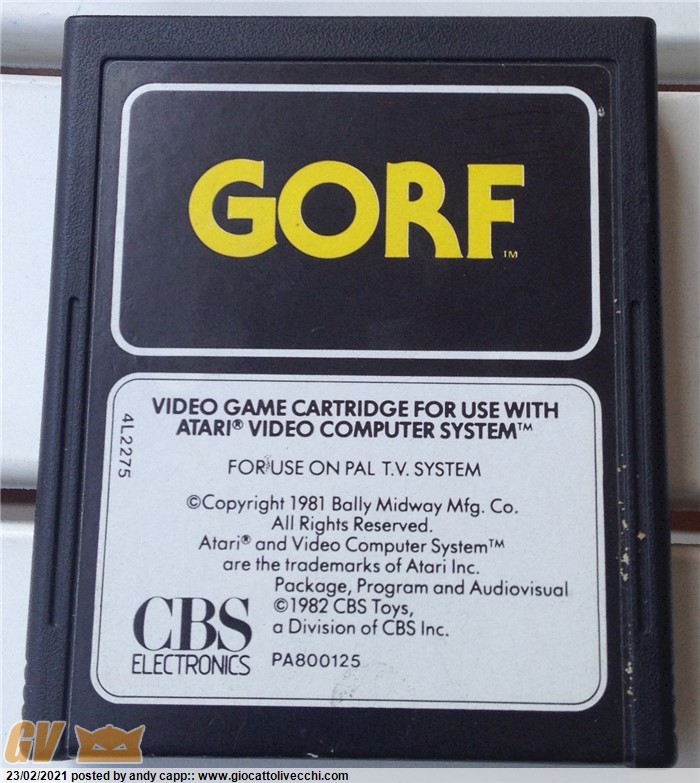 GORF™
VIDEO GAME CARTRIDGE FOR USE WITH
ATARI® VIDEO COMPUTER SYSTEM™
FOR USE ON PAL T.V. SYSTEM
4L2275
©Copyright 1981 Bally Midway Mfg. Co.
All Rights Reserved.
Atari® and Video Computer System™
are the trademarks of Atari Inc.
Package, Program and Audiovisual
©1982 CBS Toys,
a Division of CBS Inc.
CBS
ELECTRONICS
PA800125
GV
23/02/2021 posted by andy capp:: www.giocattolivecchi.com